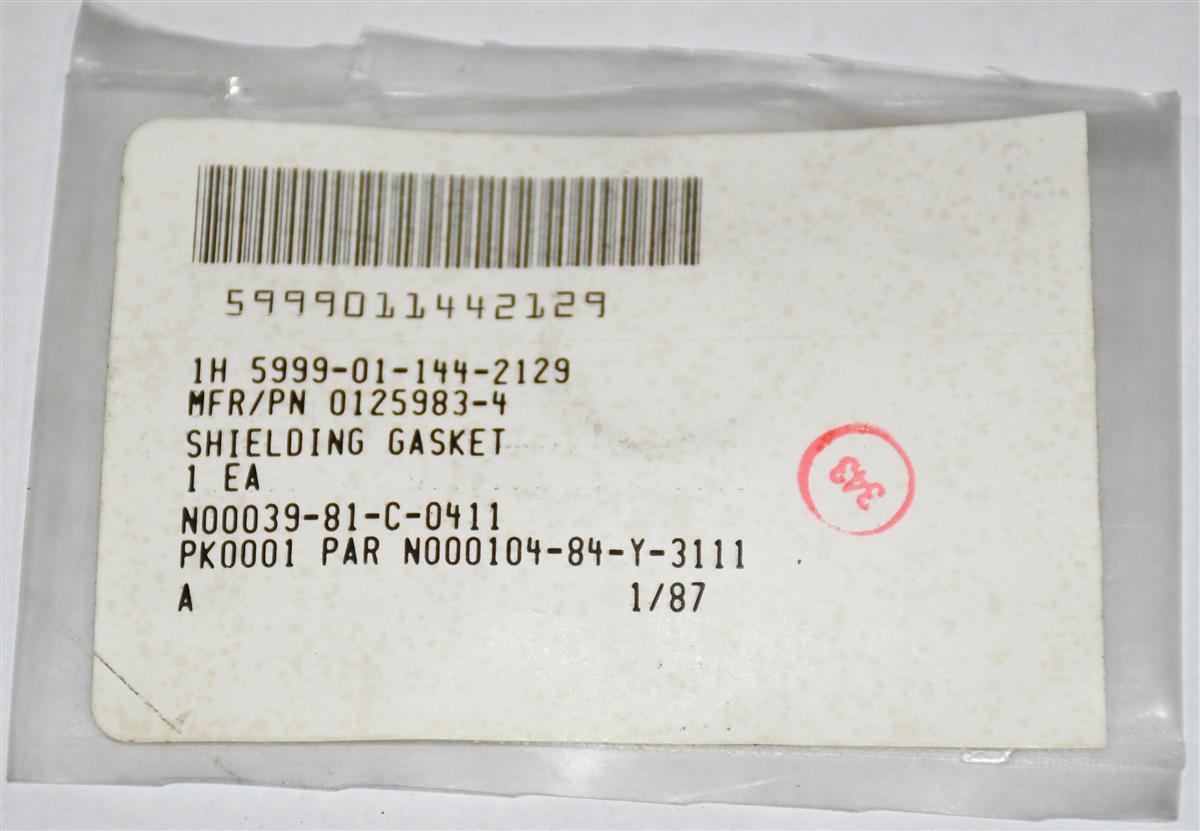 5999011442129
1H 5999-01-144-2129
MFR/PN 0125983-4
SHIELDING GASKET
1 EA
N00039-81-C-0411
PK0001 PAR N000104-84-Y-3111
A 1/87
343